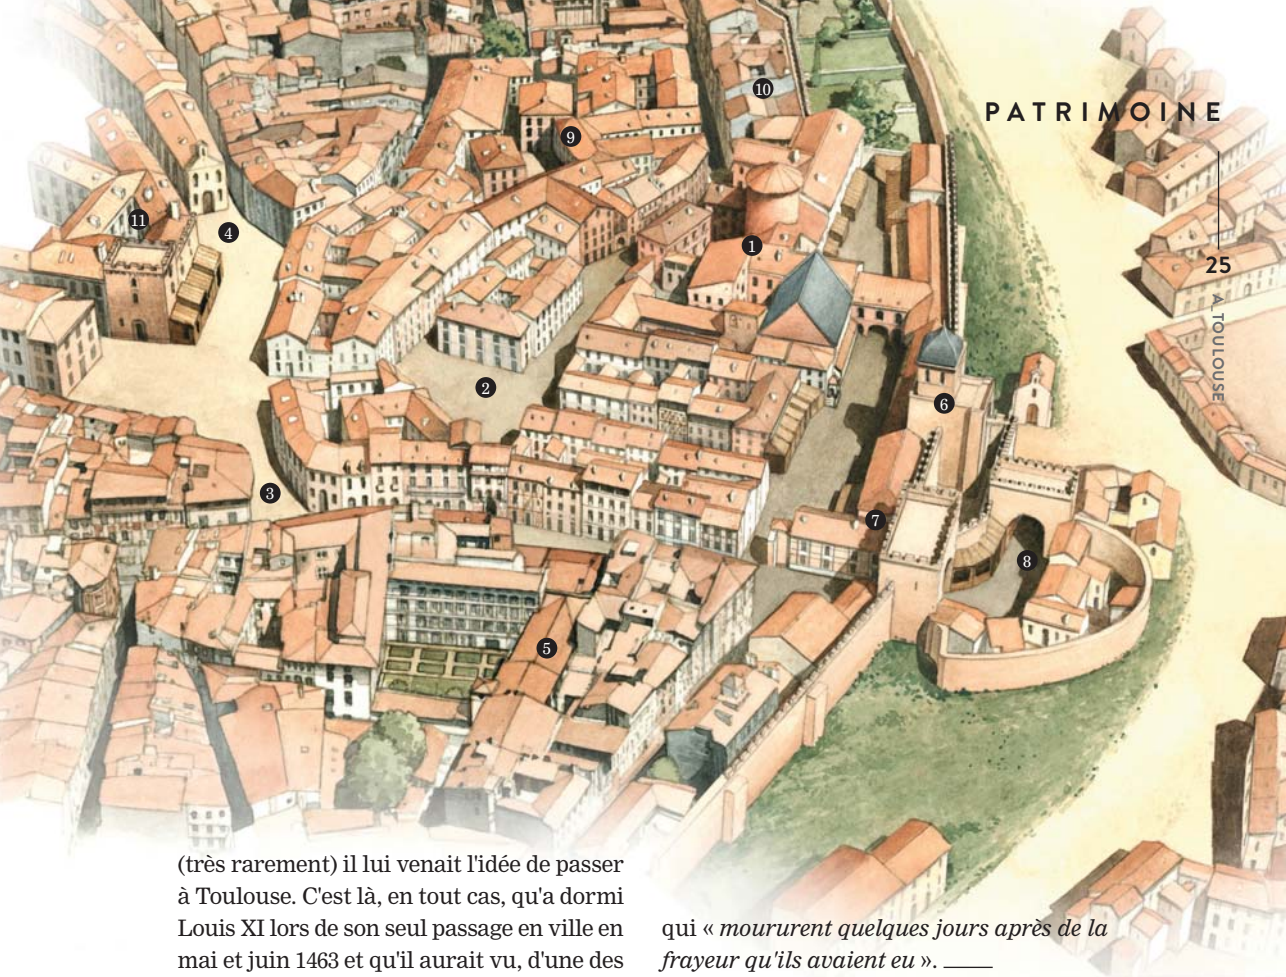 PATRIMOINE
25
À TOULOUSE
10
9
11
4
1
2
6
3
7
8
5
(très rarement) il lui venait l'idée de passer
à Toulouse. C'est là, en tout cas, qu'a dormi
Louis XI lors de son seul passage en ville en
mai et juin 1463 et qu'il aurait vu, d'une des
qui « moururent quelques jours après de la
frayeur qu'ils avaient eu ».